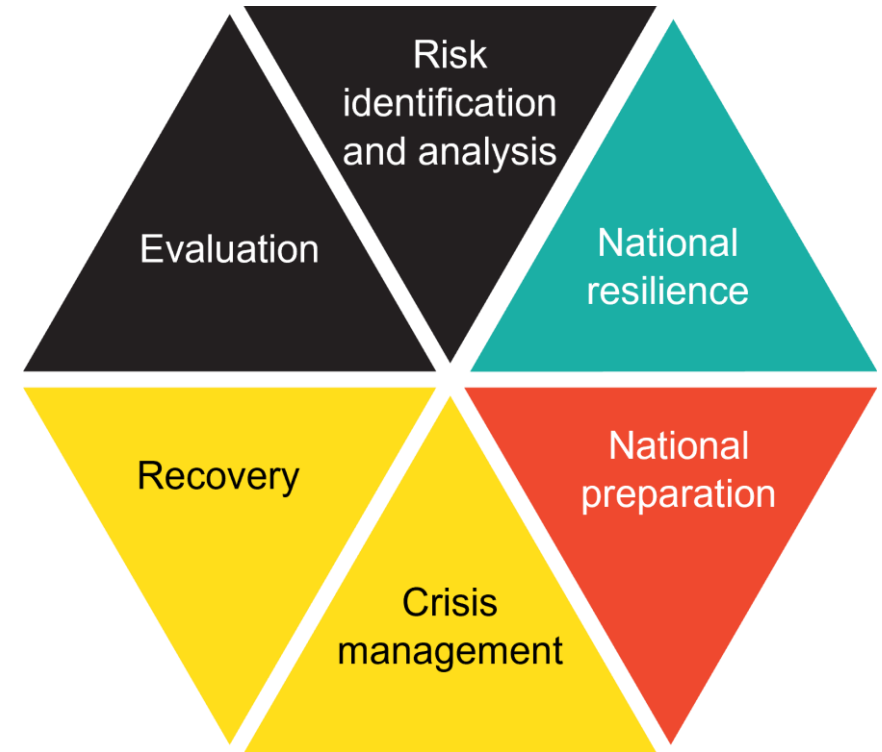 Risk
identification
and analysis
National
resilience
National
preparation
Crisis
management
Recovery
Evaluation